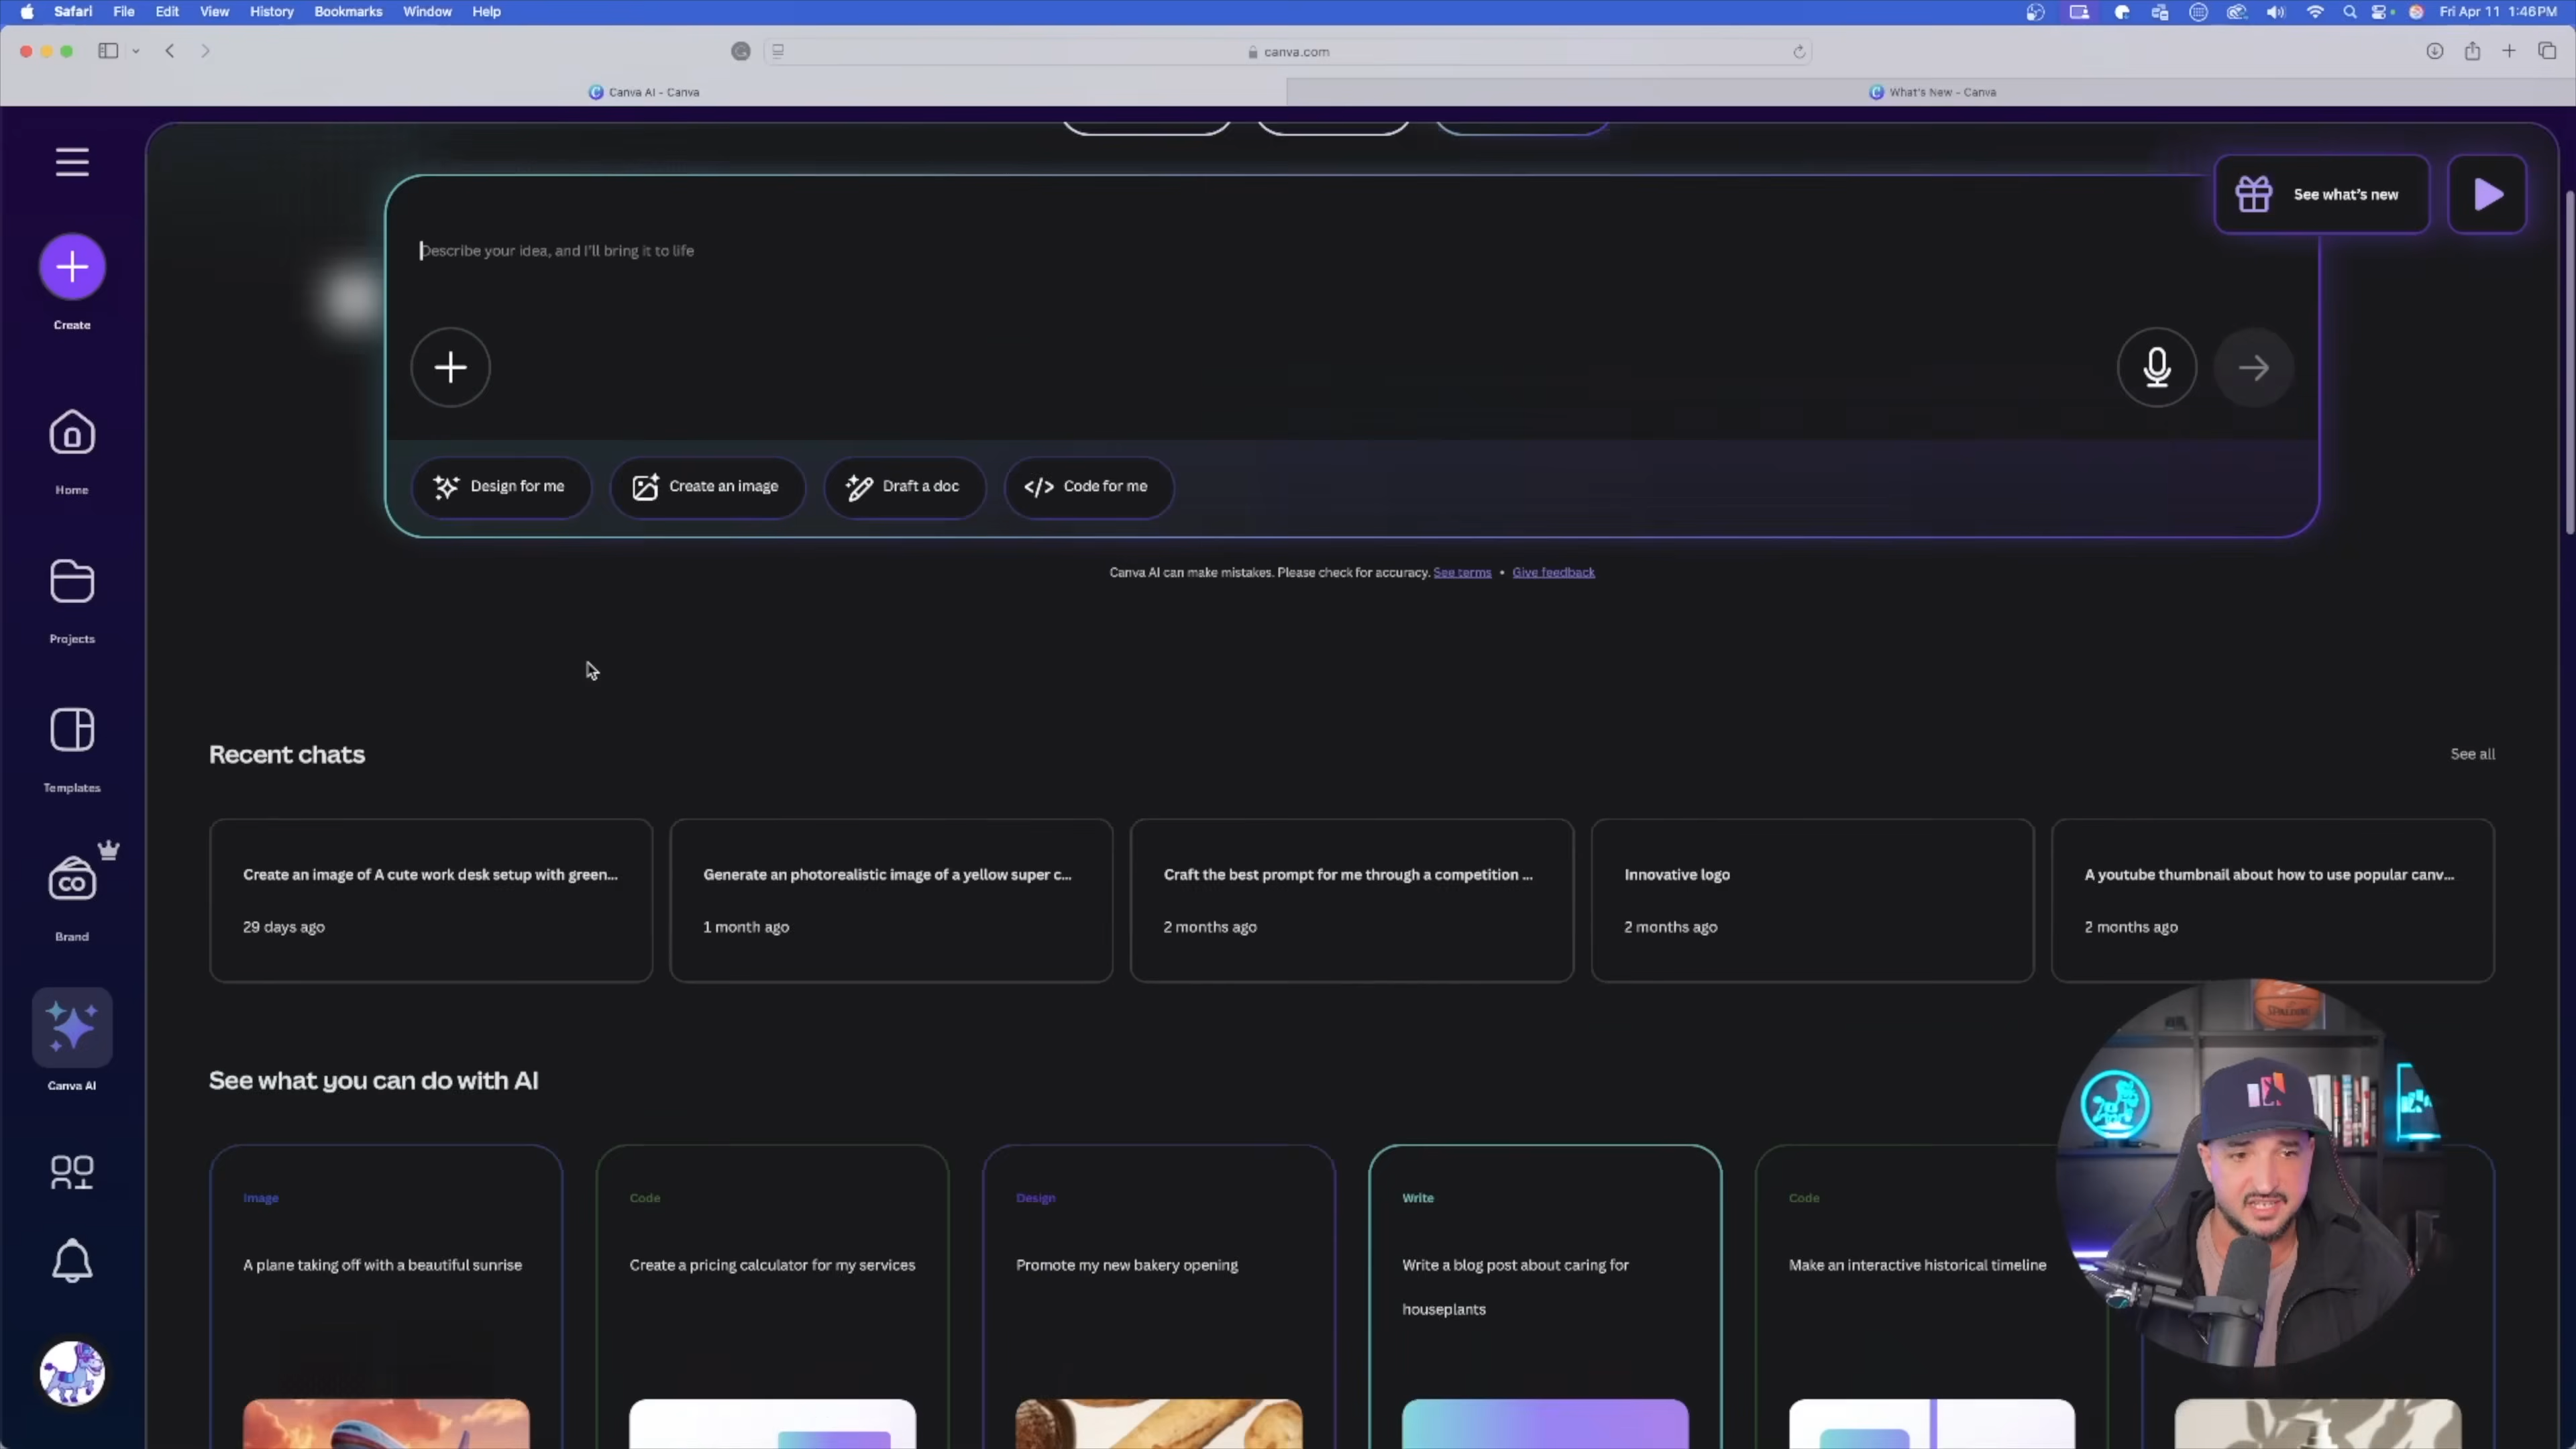 Safari File Edit View History Bookmarks Window Help
Fri Apr 11 1:46PM
canva.com
Canva AI - Canva
What's New - Canva
See what's new
Describe your idea, and I'll bring it to life
Create
Design for me
Create an image
Draft a doc
</> Code for me
Home
Canva AI can make mistakes. Please check for accuracy. See terms • Give feedback
Projects
Recent chats
See all
Templates
Create an image of A cute work desk setup with green...
29 days ago
Generate an photorealistic image of a yellow super c...
1 month ago
Craft the best prompt for me through a competition ...
2 months ago
Innovative logo
2 months ago
A youtube thumbnail about how to use popular canv...
2 months ago
CO
Brand
Canva AI
See what you can do with AI
Image
A plane taking off with a beautiful sunrise
Code
Create a pricing calculator for my services
Design
Promote my new bakery opening
Write
Write a blog post about caring for
houseplants
Code
Make an interactive historical timeline
SPALDING